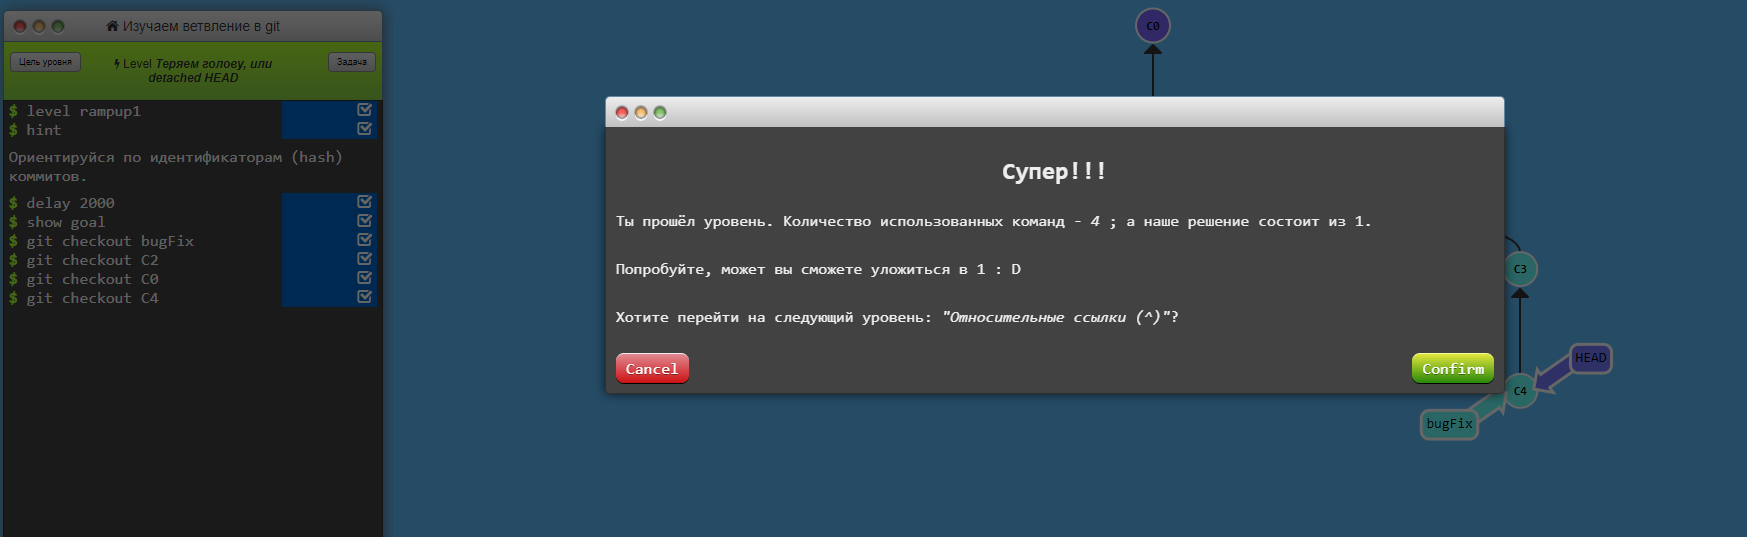 Изучаем ветвление в git
Цель уровня
Level Теряем голову, или
detached HEAD
Задача
$ level rampup1
$ hint
Ориентируйся по идентификаторам (hash)
коммитов.
$ delay 2000
$ show goal
$ git checkout bugFix
$ git checkout C2
$ git checkout C0
$ git checkout C4
C0
Супер!!!
Ты прошёл уровень. Количество использованных команд - 4 ; а наше решение состоит из 1.
Попробуйте, может вы сможете уложиться в 1 : D
Хотите перейти на следующий уровень: "Относительные ссылки (^)"?
Cancel
Confirm
C3
HEAD
C4
bugFix